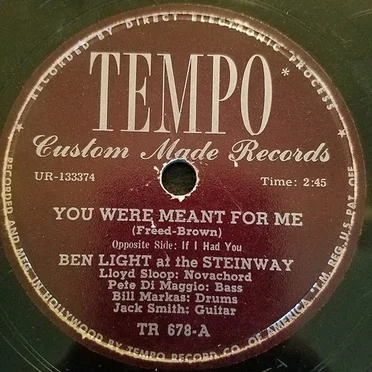 * RECORDED BY DIRECT ELECTRONIC PROCESS
TEMPO*
Custom Made Records
UR-133374
Time: 2:45
YOU WERE MEANT FOR ME
(Freed-Brown)
Opposite Side: If I Had You
BEN LIGHT at the STEINWAY
Lloyd Sloop: Novachord
Pete Di Maggio: Bass
Bill Markas: Drums
Jack Smith: Guitar
TR 678-A
RECORDED AND MFG. IN HOLLYWOOD BY TEMPO RECORD CO. OF AMERICA *T.M. REG. U.S. PAT. OFF.